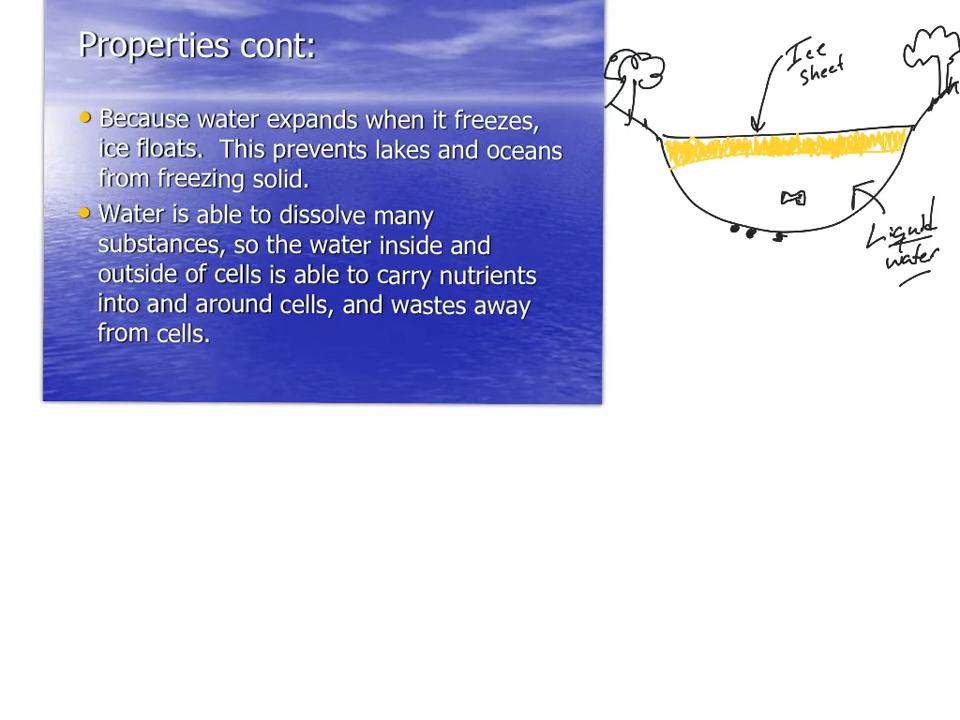 Properties cont:
Because water expands when it freezes,
ice floats. This prevents lakes and oceans
from freezing solid.
Water is able to dissolve many
substances, so the water inside and
outside of cells is able to carry nutrients
into and around cells, and wastes away
from cells.
Ice
sheet
Liquid
water